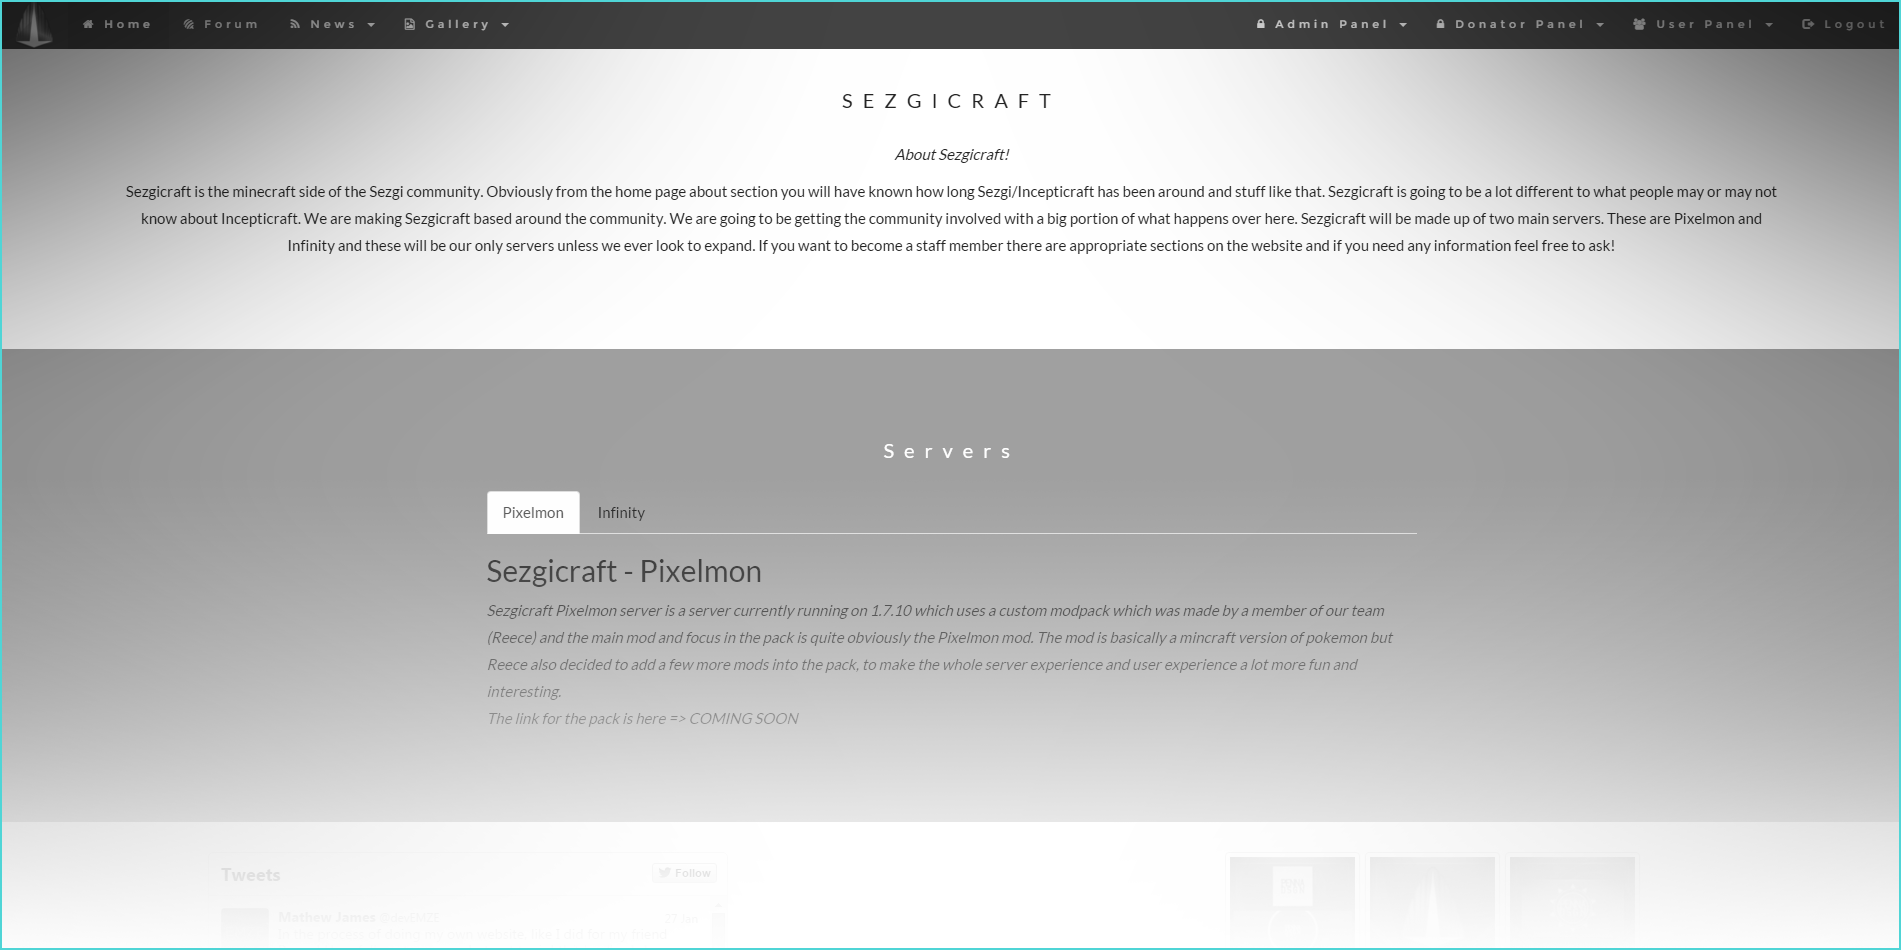 Home Forum News Gallery Admin Panel Donator Panel User Panel Logout
SEZGICRAFT
About Sezgicraft!
Sezgicraft is the minecraft side of the Sezgi community. Obviously from the home page about section you will have known how long Sezgi/Incepticraft has been around and stuff like that. Sezgicraft is going to be a lot different to what people may or may not
know about Incepticraft. We are making Sezgicraft based around the community. We are going to be getting the community involved with a big portion of what happens over here. Sezgicraft will be made up of two main servers. These are Pixelmon and
Infinity and these will be our only servers unless we ever look to expand. If you want to become a staff member there are appropriate sections on the website and if you need any information feel free to ask!
Servers
Pixelmon Infinity
Sezgicraft - Pixelmon
Sezgicraft Pixelmon server is a server currently running on 1.7.10 which uses a custom modpack which was made by a member of our team
(Reece) and the main mod and focus in the pack is quite obviously the Pixelmon mod. The mod is basically a mincraft version of pokemon but
Reece also decided to add a few more mods into the pack, to make the whole server experience and user experience a lot more fun and
interesting.
The link for the pack is here => COMING SOON
Tweets Follow
Mathew James